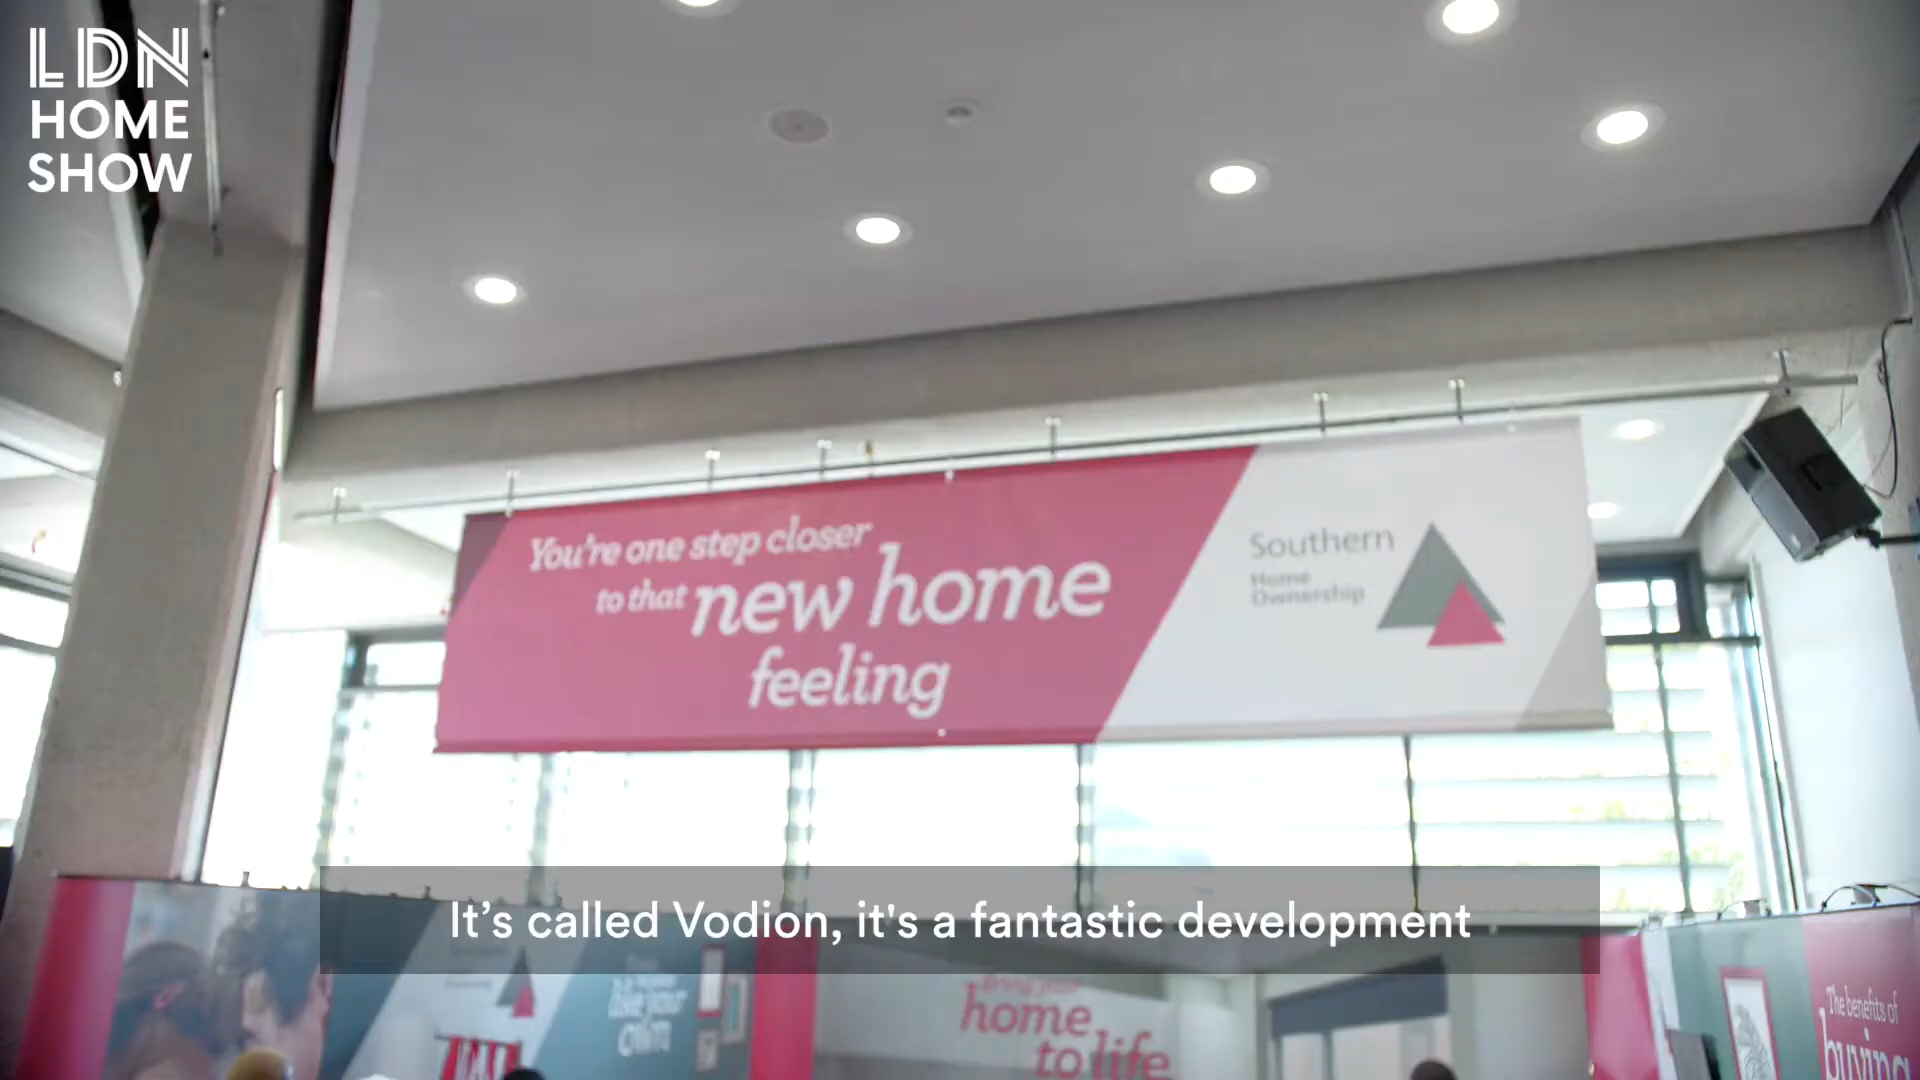 LDN
HOME
SHOW
You're one step closer
to that new home
feeling
Southern
Home
Ownership
It's called Vodion, it's a fantastic development
home
to life
The benefits of
buying